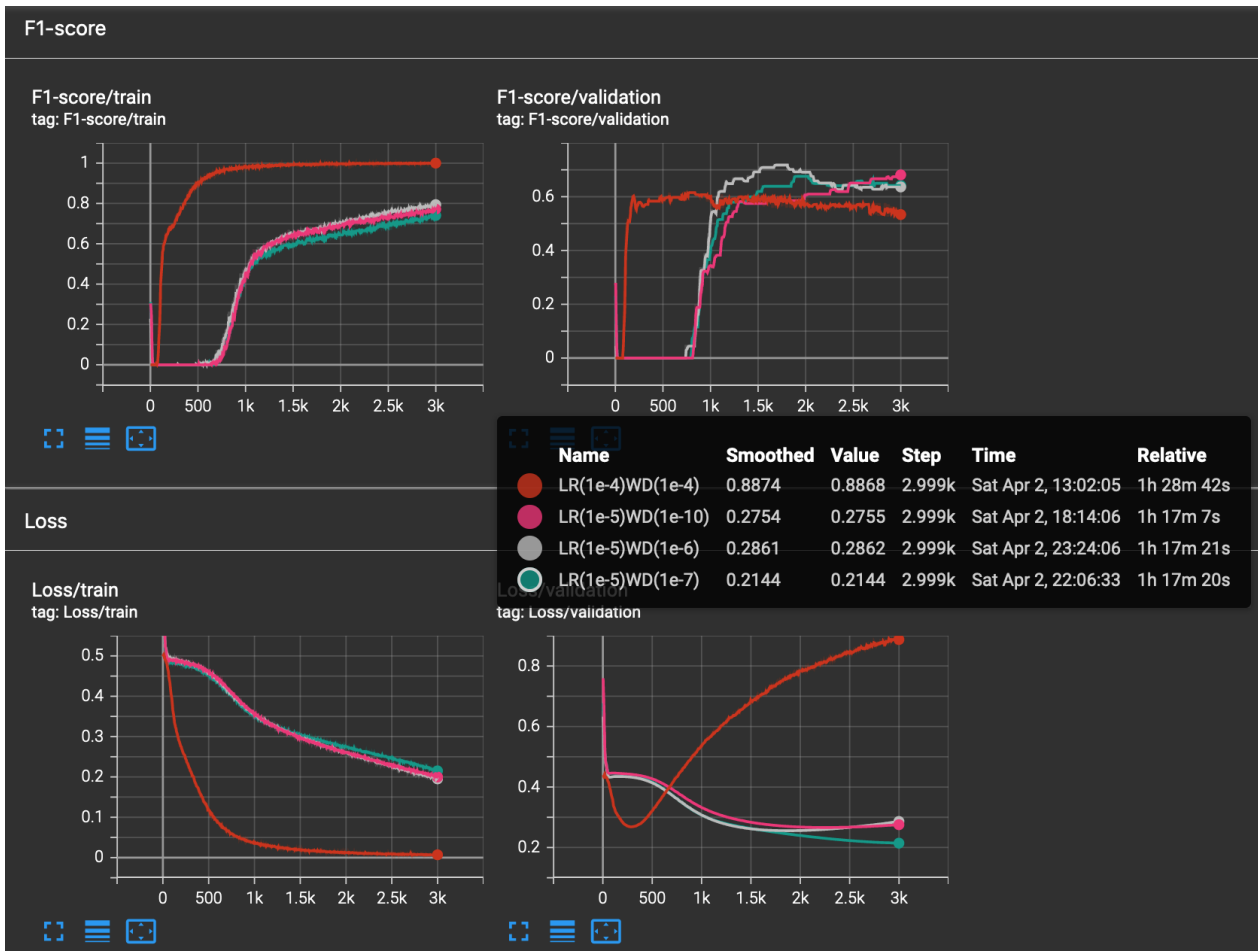 F1-score
F1-score/train
tag: F1-score/train
1
0.8
0.6
0.4
0.2
0
0 500 1k 1.5k 2k 2.5k 3k
F1-score/validation
tag: F1-score/validation
0.6
0.4
0.2
0
0 500 1k 1.5k 2k 2.5k 3k
Name Smoothed Value Step Time Relative
LR(1e-4)WD(1e-4) 0.8874 0.8868 2.999k Sat Apr 2, 13:02:05 1h 28m 42s
LR(1e-5)WD(1e-10) 0.2754 0.2755 2.999k Sat Apr 2, 18:14:06 1h 17m 7s
LR(1e-5)WD(1e-6) 0.2861 0.2862 2.999k Sat Apr 2, 23:24:06 1h 17m 21s
LR(1e-5)WD(1e-7) 0.2144 0.2144 2.999k Sat Apr 2, 22:06:33 1h 17m 20s
Loss
Loss/train
tag: Loss/train
0.5
0.4
0.3
0.2
0.1
0
0 500 1k 1.5k 2k 2.5k 3k
Loss/validation
tag: Loss/validation
0.8
0.6
0.4
0.2
0 500 1k 1.5k 2k 2.5k 3k